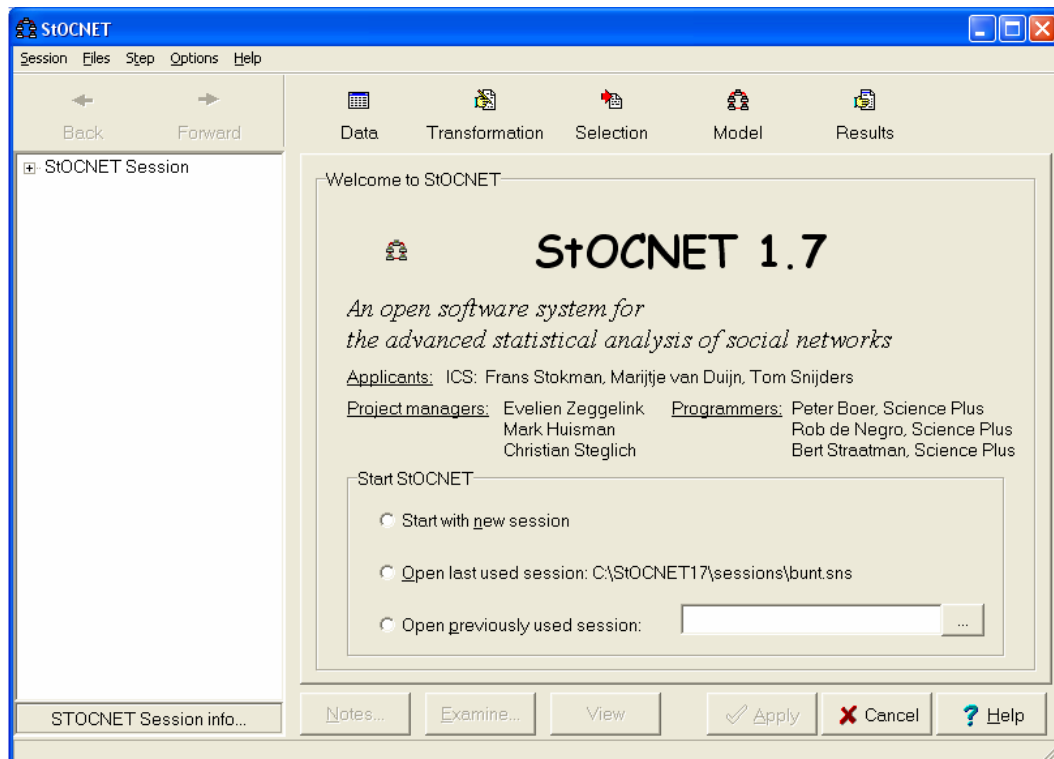 StOCNET
Session Files Step Options Help
Back Forward Data Transformation Selection Model Results
StOCNET Session
Welcome to StOCNET
StOCNET 1.7
An open software system for
the advanced statistical analysis of social networks
Applicants: ICS: Frans Stokman, Marijtje van Duijn, Tom Snijders
Project managers: Evelien Zeggelink Programmers: Peter Boer, Science Plus
Mark Huisman Rob de Negro, Science Plus
Christian Steglich Bert Straatman, Science Plus
Start StOCNET
Start with new session
Open last used session: C:\StOCNET17\sessions\bunt.sns
Open previously used session: ...
STOCNET Session info... Notes... Examine... View Apply Cancel ? Help